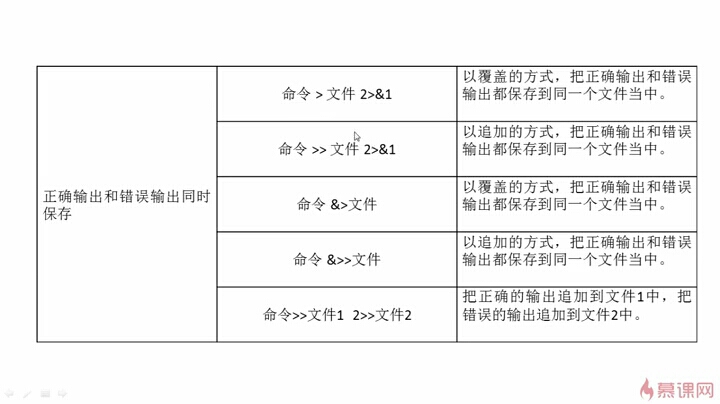 命令 > 文件 2>&1
以覆盖的方式，把正确输出和错误
输出都保存到同一个文件当中。
命令 >> 文件 2>&1
以追加的方式，把正确输出和错误
输出都保存到同一个文件当中。
正确输出和错误输出同时
保存
命令 &>文件
以覆盖的方式，把正确输出和错误
输出都保存到同一个文件当中。
命令 &>>文件
以追加的方式，把正确输出和错误
输出都保存到同一个文件当中。
命令>>文件1 2>>文件2
把正确的输出追加到文件1中，把
错误的输出追加到文件2中。
慕课网